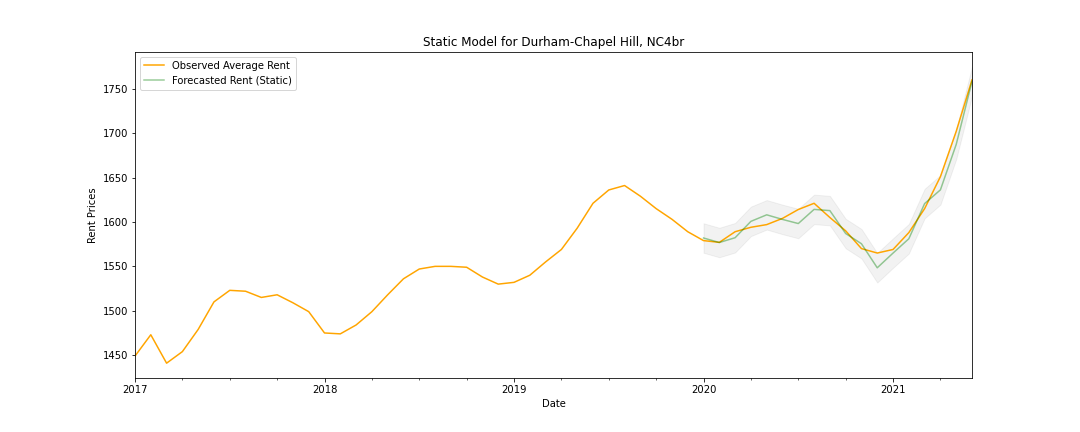 Static Model for Durham-Chapel Hill, NC4br
Observed Average Rent
Forecasted Rent (Static)
Rent Prices
1750
1700
1650
1600
1550
1500
1450
2017 2018 2019 2020 2021
Date